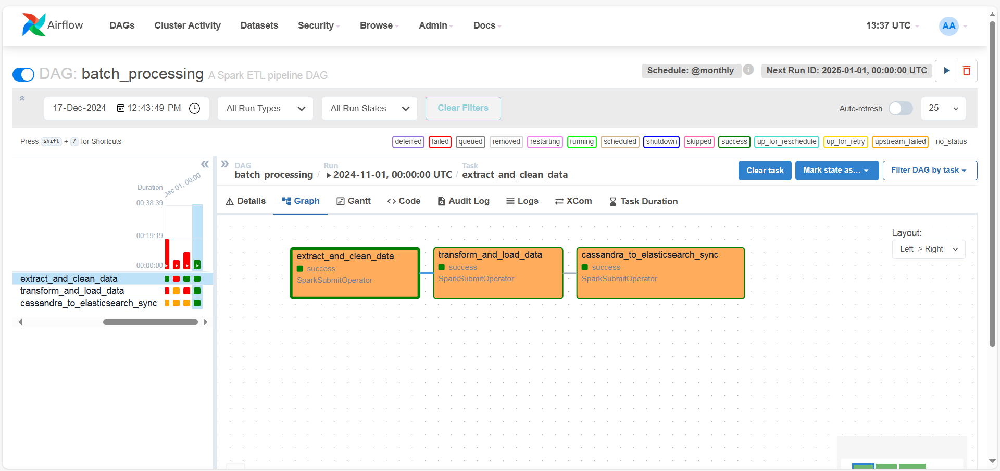 Airflow DAGs Cluster Activity Datasets Security Browse Admin Docs 13:37 UTC AA
DAG: batch_processing A Spark ETL pipeline DAG Schedule: @monthly i Next Run ID: 2025-01-01, 00:00:00 UTC
17-Dec-2024 12:43:49 PM All Run Types All Run States Clear Filters Auto-refresh 25
Press shift + / for Shortcuts deferred failed queued removed restarting running scheduled shutdown skipped success up_for_reschedule up_for_retry upstream_failed no_status
DAG Run Task
batch_processing / 2024-11-01, 00:00:00 UTC / extract_and_clean_data Clear task Mark state as... Filter DAG by task
Dec 01, 00:00
Duration
00:38:39
00:19:19
00:00:00
extract_and_clean_data
transform_and_load_data
cassandra_to_elasticsearch_sync
Details Graph Gantt Code Audit Log Logs XCom Task Duration
Layout:
Left -> Right
extract_and_clean_data
success
SparkSubmitOperator
transform_and_load_data
success
SparkSubmitOperator
cassandra_to_elasticsearch_sync
success
SparkSubmitOperator